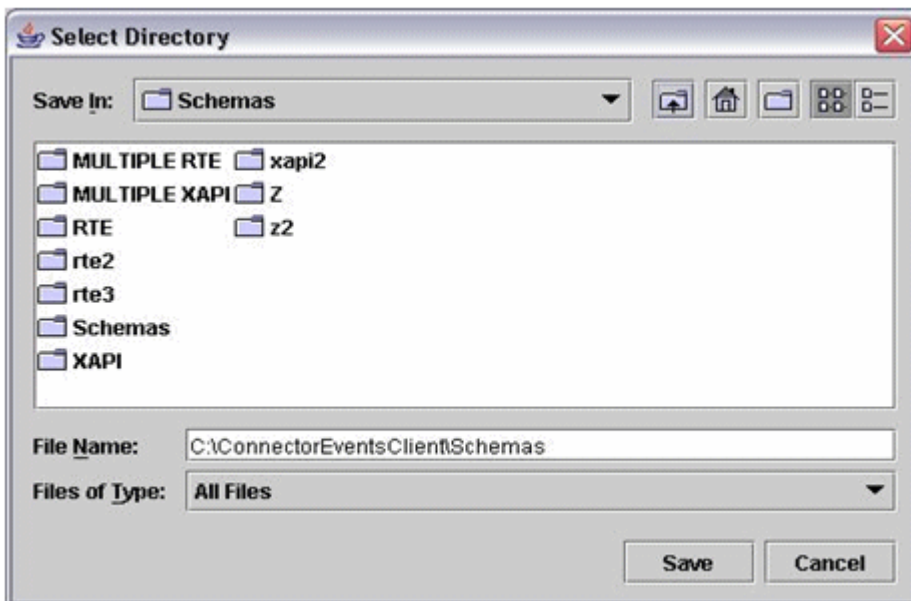 Select Directory
Save In: Schemas
MULTIPLE RTE xapi2
MULTIPLE XAPI Z
RTE z2
rte2
rte3
Schemas
XAPI
File Name: C:\ConnectorEventsClient\Schemas
Files of Type: All Files
Save Cancel